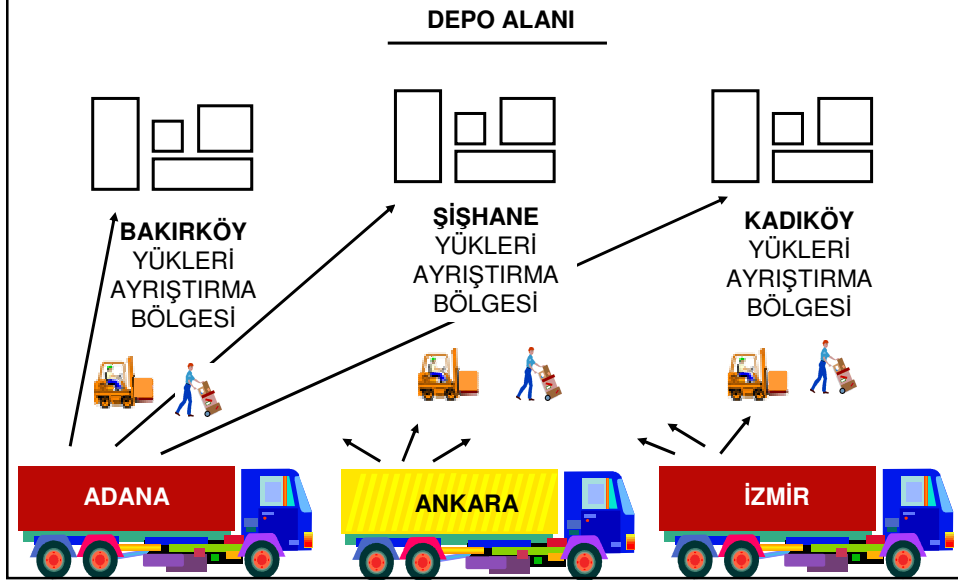 DEPO ALANI
BAKIRKÖY
YÜKLERİ
AYRIŞTIRMA
BÖLGESİ
ŞİŞHANE
YÜKLERİ
AYRIŞTIRMA
BÖLGESİ
KADIKÖY
YÜKLERİ
AYRIŞTIRMA
BÖLGESİ
ADANA
ANKARA
İZMİR